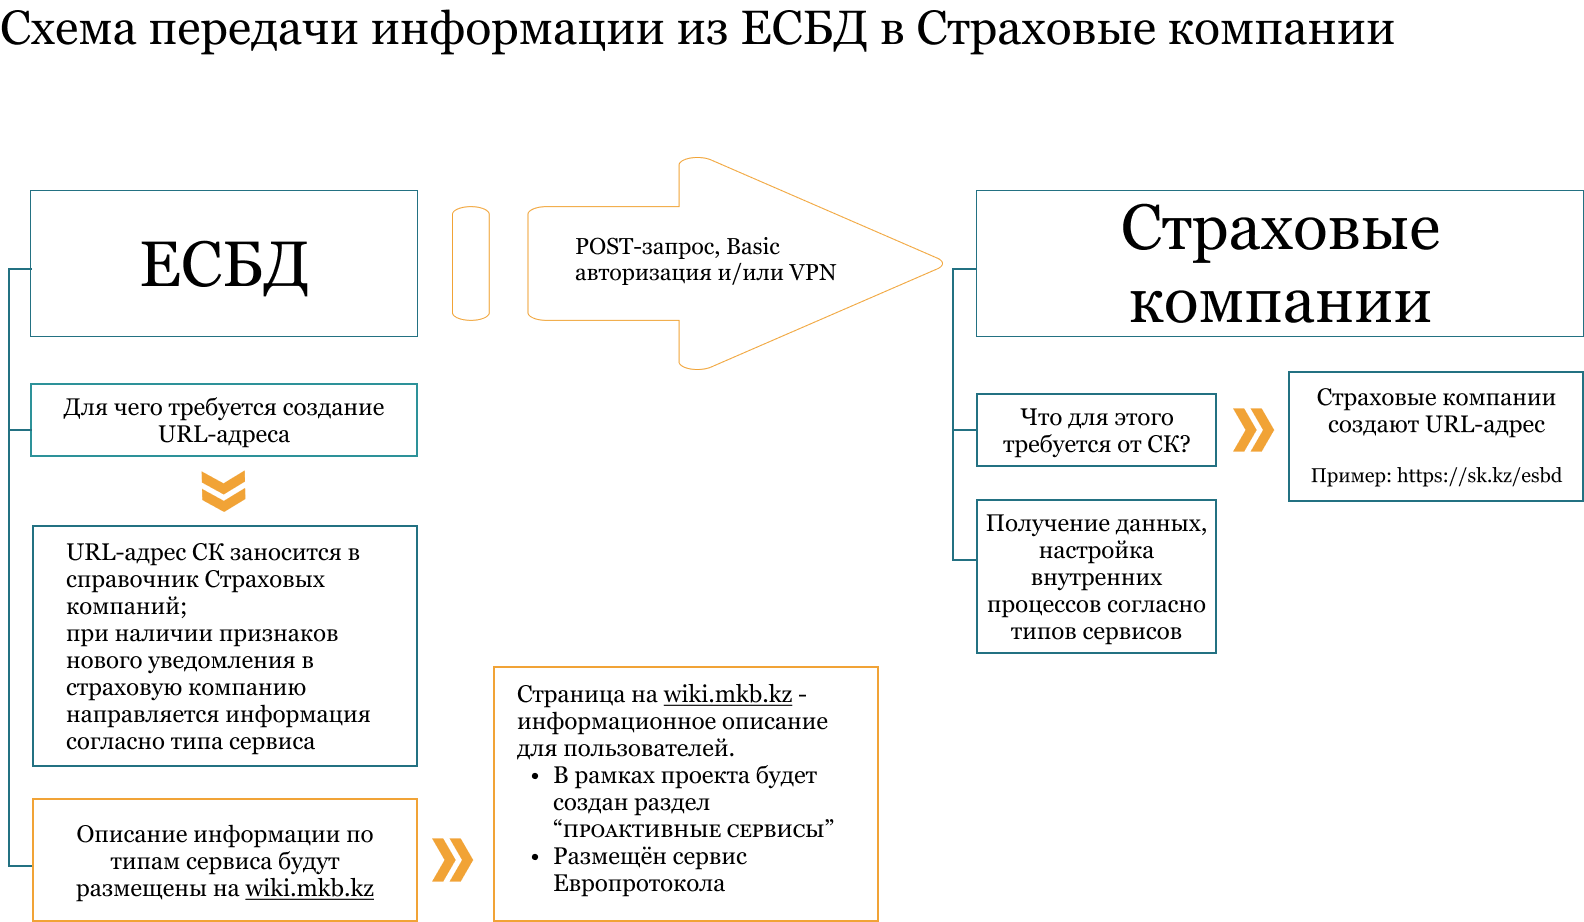 Схема передачи информации из ЕСБД в Страховые компании
ЕСБД
POST-запрос, Basic
авторизация и/или VPN
Страховые
компании
Для чего требуется создание
URL-адреса
URL-адрес СК заносится в
справочник Страховых
компаний;
при наличии признаков
нового уведомления в
страховую компанию
направляется информация
согласно типа сервиса
Описание информации по
типам сервиса будут
размещены на wiki.mkb.kz
Страница на wiki.mkb.kz -
информационное описание
для пользователей.
• В рамках проекта будет
создан раздел
“ПРОАКТИВНЫЕ СЕРВИСЫ”
• Размещён сервис
Европротокола
Что для этого
требуется от СК?
Страховые компании
создают URL-адрес
Пример: https://sk.kz/esbd
Получение данных,
настройка
внутренних
процессов согласно
типов сервисов